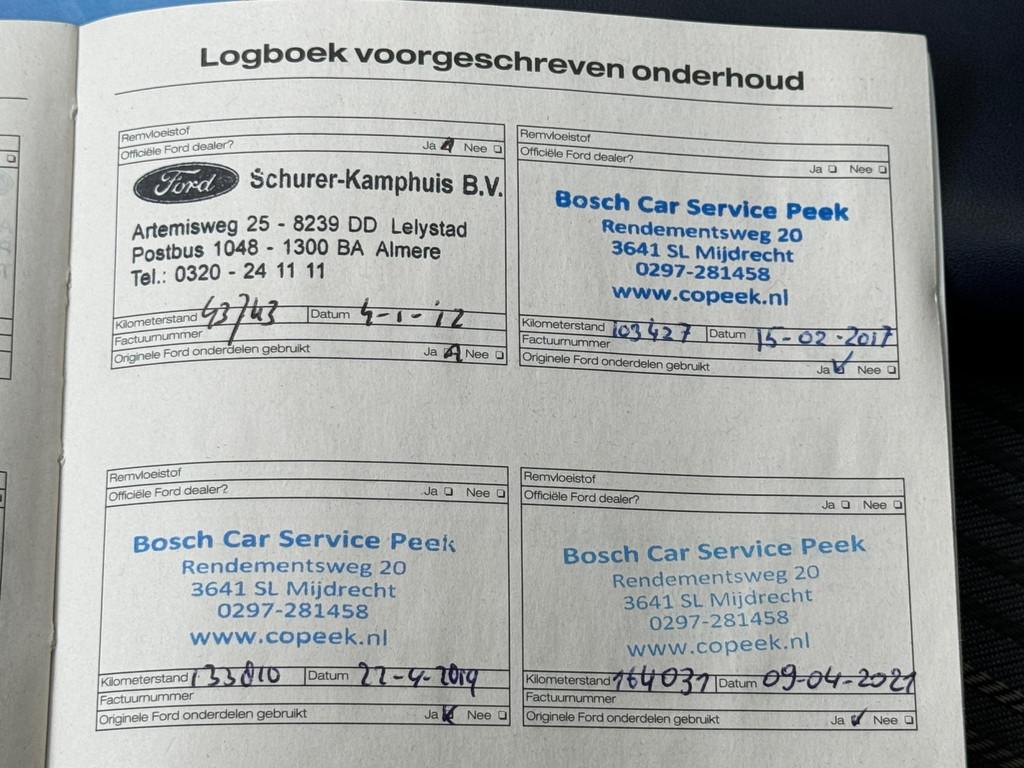 Logboek voorgeschreven onderhoud
Remvloeistof
Officiële Ford dealer? Ja Nee
Ford Schurer-Kamphuis B.V.
Artemisweg 25 - 8239 DD Lelystad
Postbus 1048 - 1300 BA Almere
Tel.: 0320 - 24 11 11
Kilometerstand 43743 Datum 4-1-12
Factuurnummer
Originele Ford onderdelen gebruikt Ja Nee
Remvloeistof
Officiële Ford dealer?
Ja Nee
Bosch Car Service Peek
Rendementsweg 20
3641 SL Mijdrecht
0297-281458
www.copeek.nl
Kilometerstand 103427 Datum 15-02-2017
Factuurnummer
Originele Ford onderdelen gebruikt
Ja Nee
Remvloeistof
Officiële Ford dealer? Ja Nee
Bosch Car Service Peek
Rendementsweg 20
3641 SL Mijdrecht
0297-281458
www.copeek.nl
Kilometerstand 133810 Datum 22-4-2019
Factuurnummer
Originele Ford onderdelen gebruikt Ja Nee
Remvloeistof
Officiële Ford dealer?
Ja Nee
Bosch Car Service Peek
Rendementsweg 20
3641 SL Mijdrecht
0297-281458
www.copeek.nl
Kilometerstand 164031 Datum 09-04-2021
Factuurnummer
Originele Ford onderdelen gebruikt Ja Nee